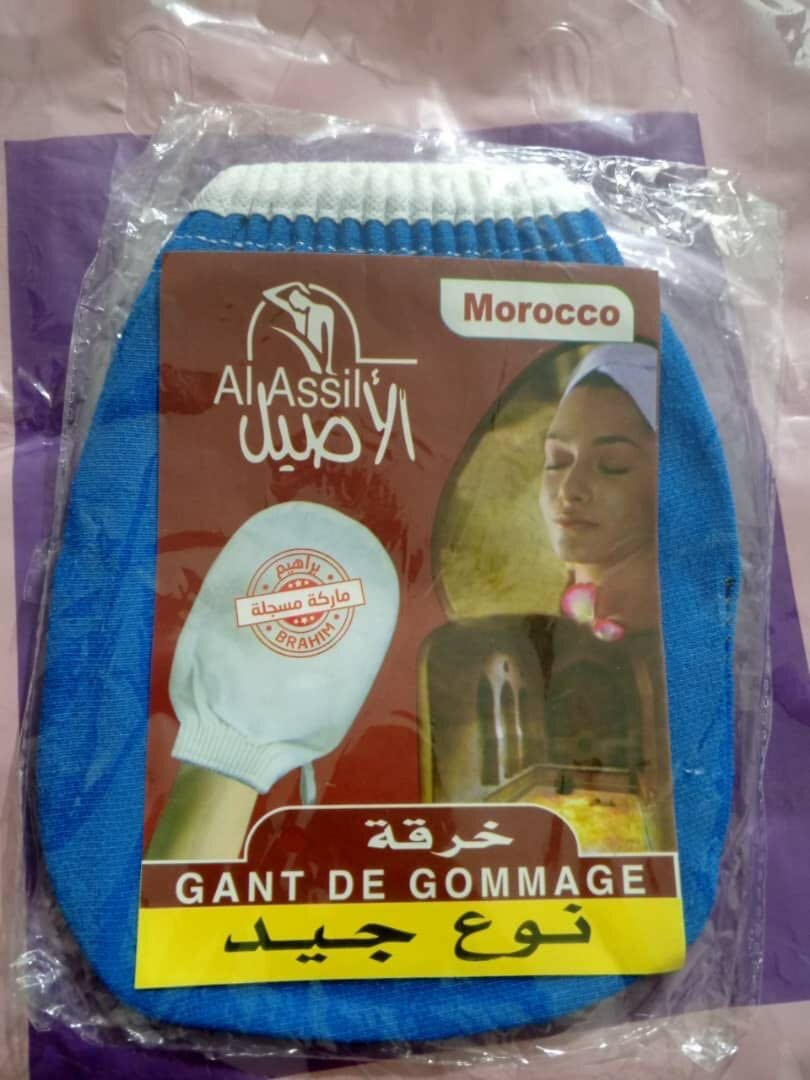 Morocco
Al Assil
الأصيل
براهيم
ماركة مسجلة
BRAHIM
خرقة
GANT DE GOMMAGE
نوع جيد